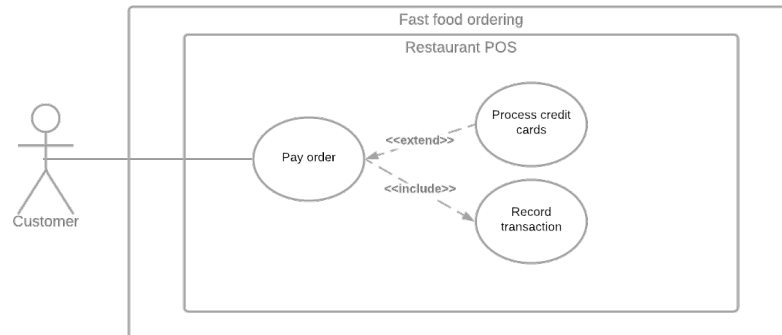 Fast food ordering
Restaurant POS
Process credit
cards
<<extend>>
Pay order
<<include>>
Record
transaction
Customer